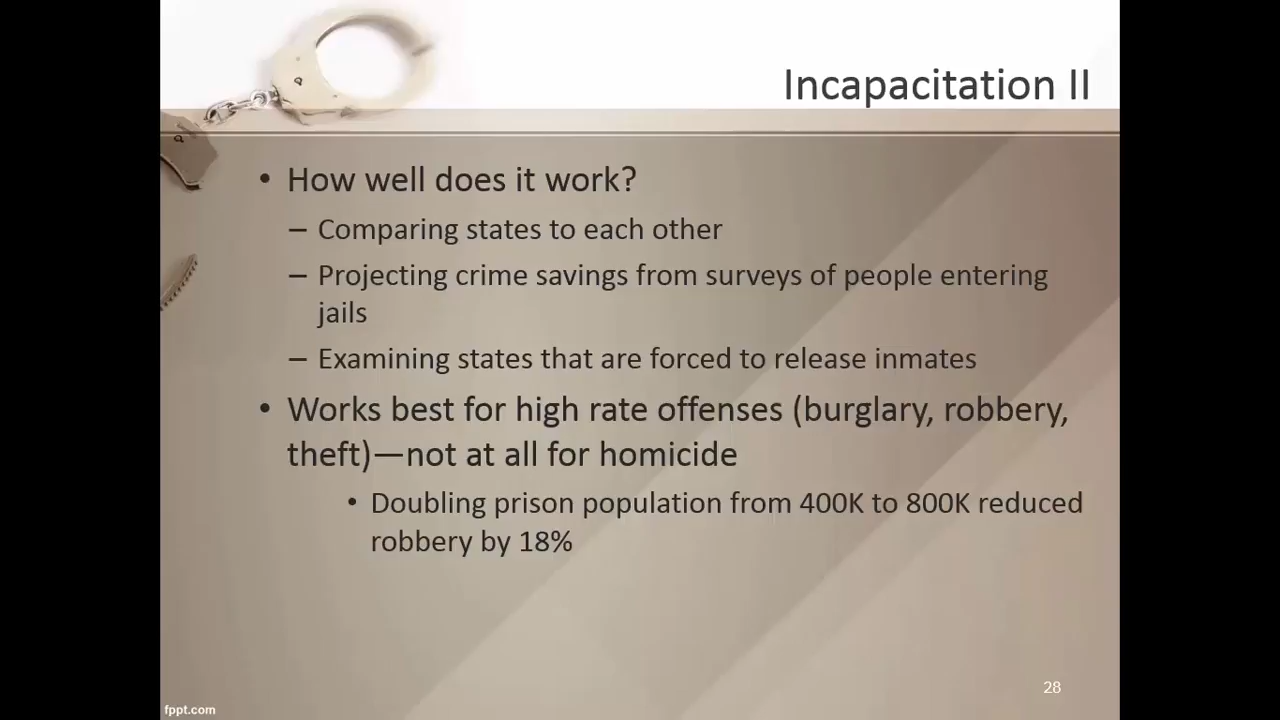 Incapacitation II
• How well does it work?
– Comparing states to each other
– Projecting crime savings from surveys of people entering
jails
– Examining states that are forced to release inmates
• Works best for high rate offenses (burglary, robbery,
theft)—not at all for homicide
• Doubling prison population from 400K to 800K reduced
robbery by 18%
28
fppt.com